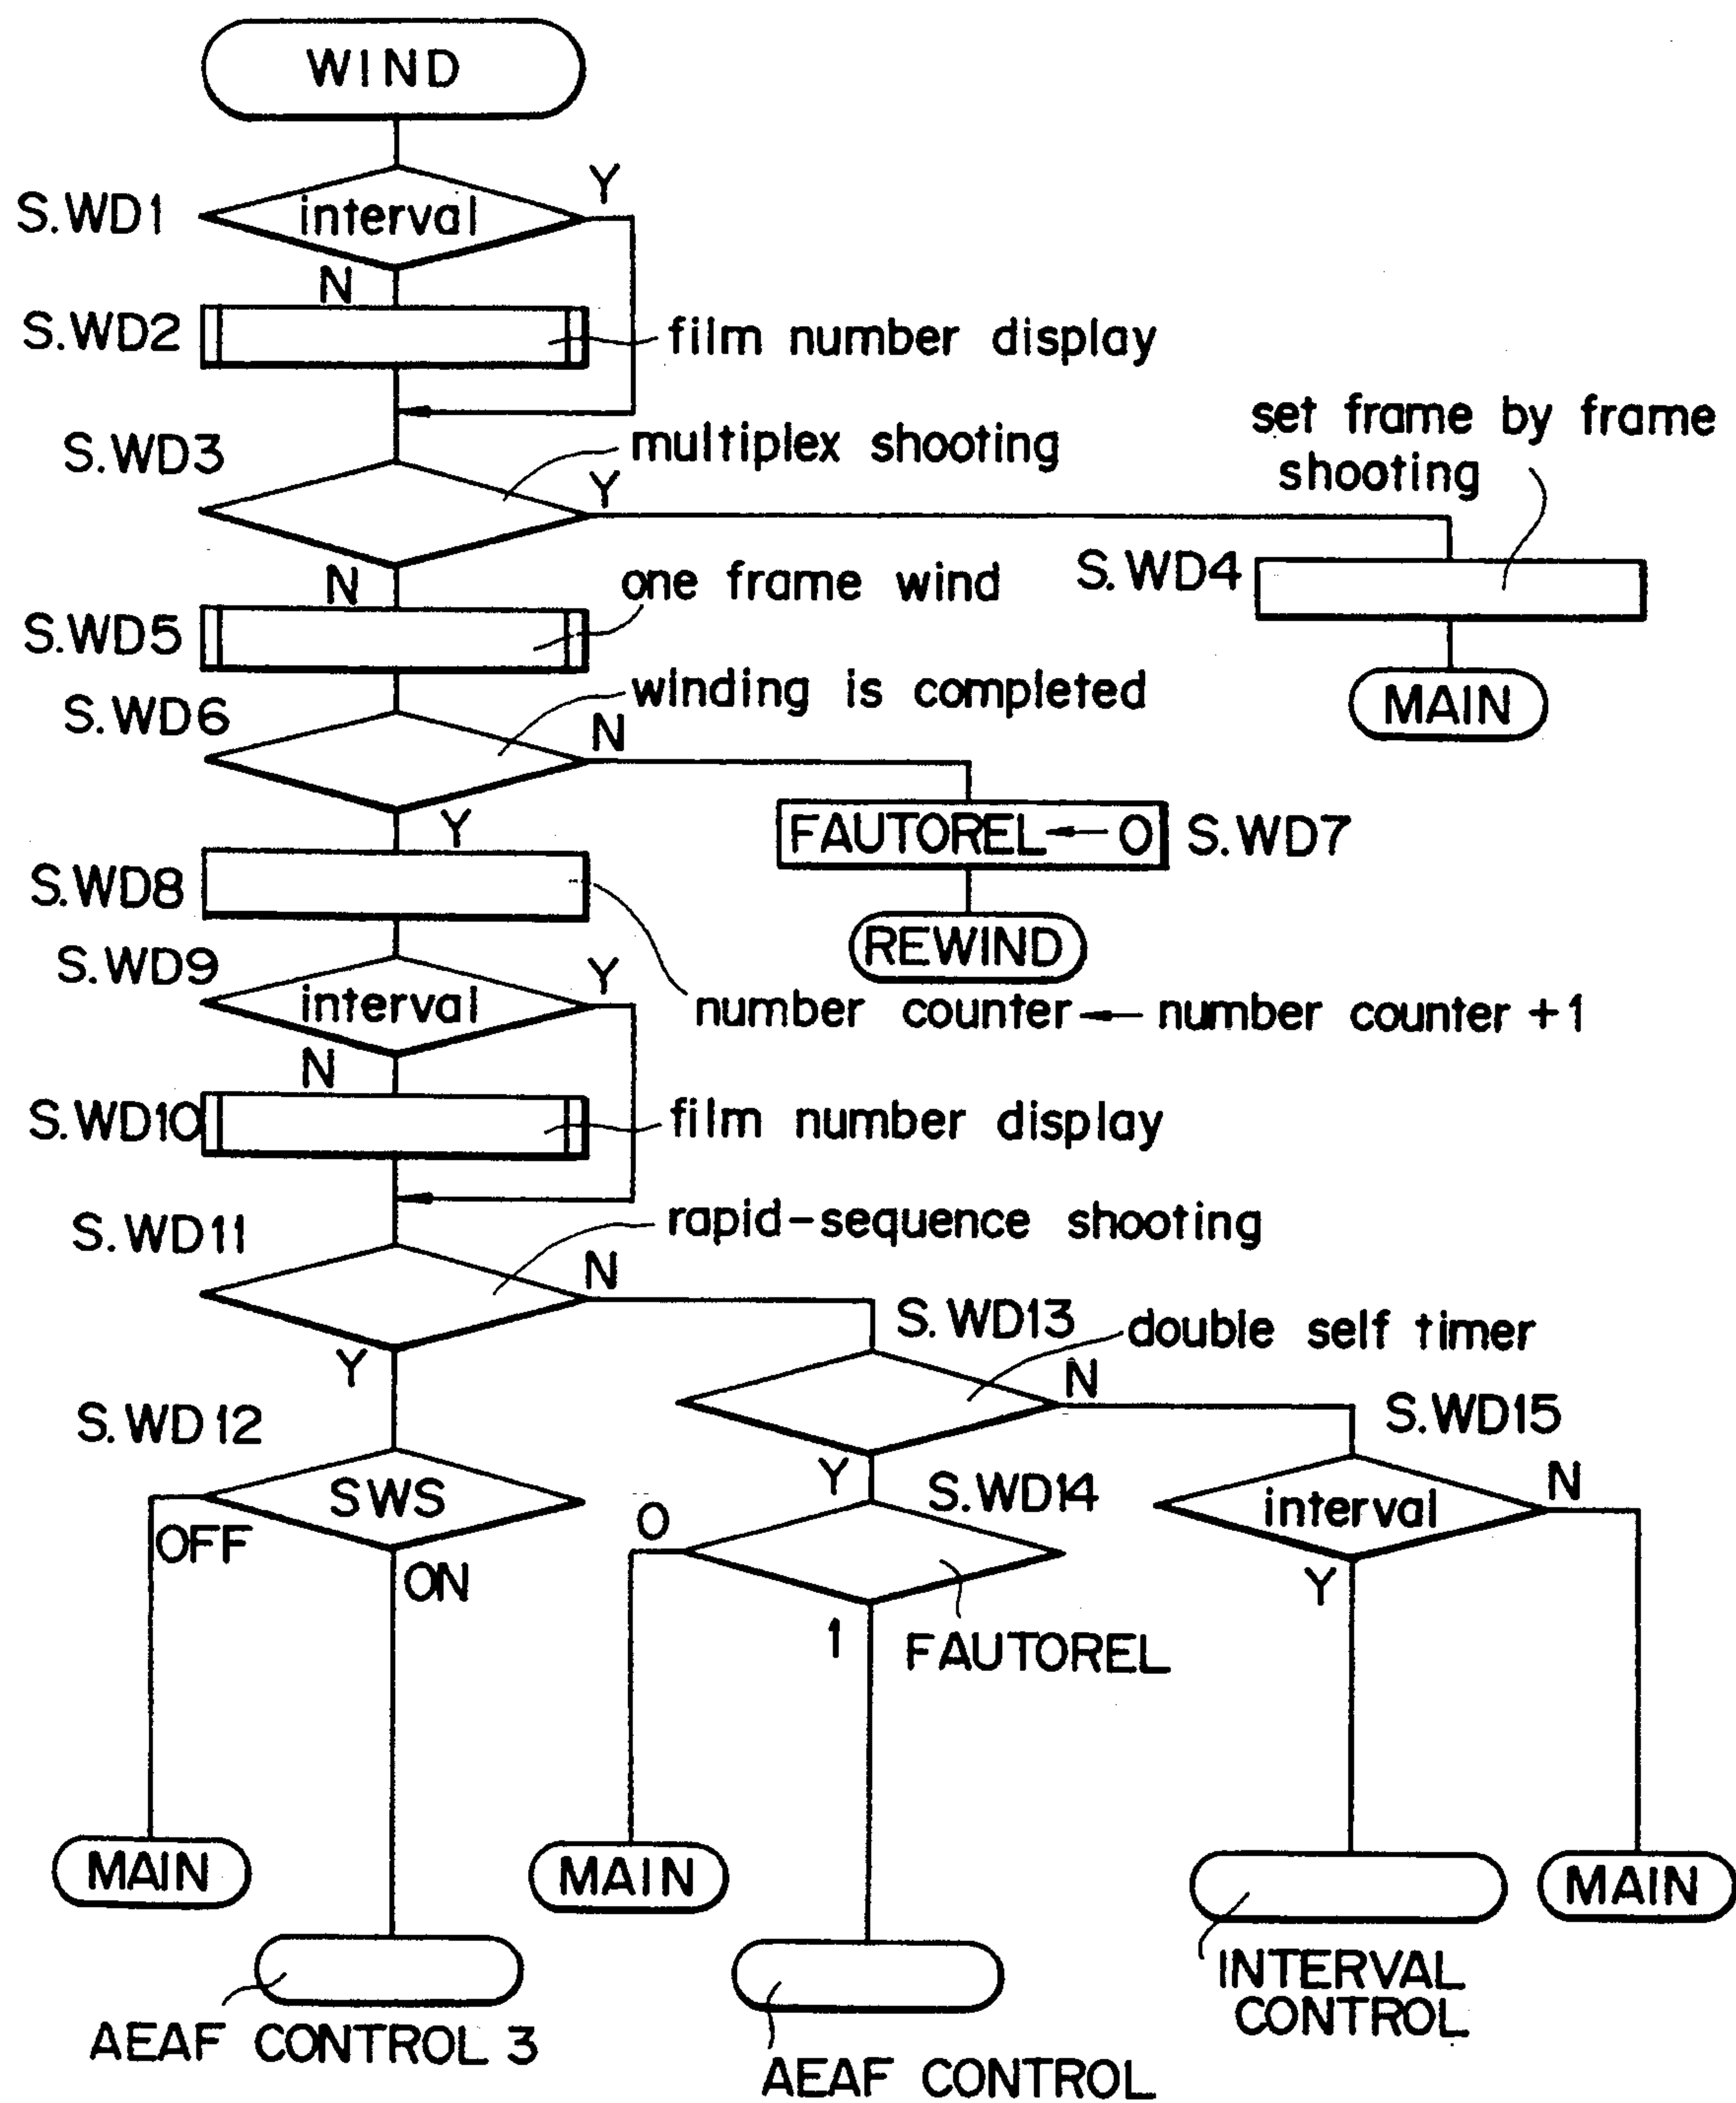 WIND
S.WD1
interval
Y
N
S.WD2
film number display
S.WD3
multiplex shooting
Y
set frame by frame
shooting
N
S.WD4
one frame wind
S.WD5
MAIN
winding is completed
S.WD6
N
Y
FAUTOREL ← 0
S.WD7
S.WD8
REWIND
S.WD9
interval
Y
number counter ← number counter +1
N
S.WD10
film number display
S.WD11
rapid-sequence shooting
N
Y
S.WD13
double self timer
N
S.WD12
SWS
OFF
ON
Y
S.WD14
0
1
FAUTOREL
S.WD15
interval
N
Y
MAIN
MAIN
MAIN
AEAF CONTROL 3
AEAF CONTROL
INTERVAL
CONTROL